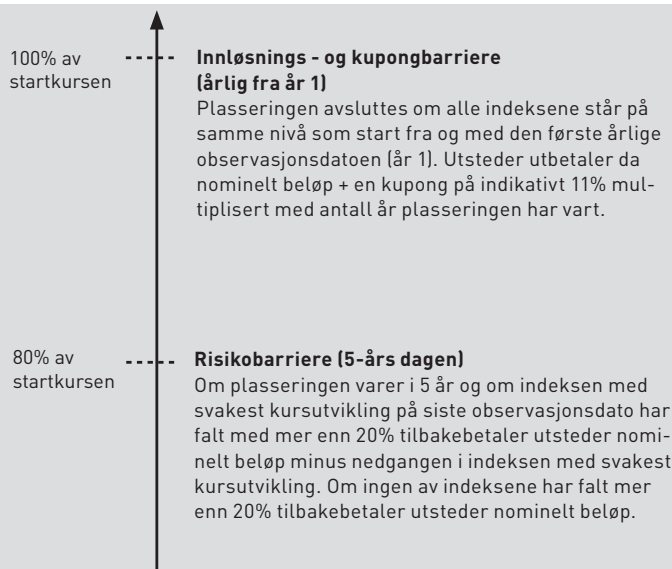 100% av
startkursen
Innløsnings - og kupongbarriere
(årlig fra år 1)
Plasseringen avsluttes om alle indeksene står på
samme nivå som start fra og med den første årlige
observasjonsdatoen (år 1). Utsteder utbetaler da
nominelt beløp + en kupong på indikativt 11% mul-
tiplisert med antall år plasseringen har vart.
80% av
startkursen
Risikobarriere (5-års dagen)
Om plasseringen varer i 5 år og om indeksen med
svakest kursutvikling på siste observasjonsdato har
falt med mer enn 20% tilbakebetaler utsteder nomi-
nelt beløp minus nedgangen i indeksen med svakest
kursutvikling. Om ingen av indeksene har falt mer
enn 20% tilbakebetaler utsteder nominelt beløp.